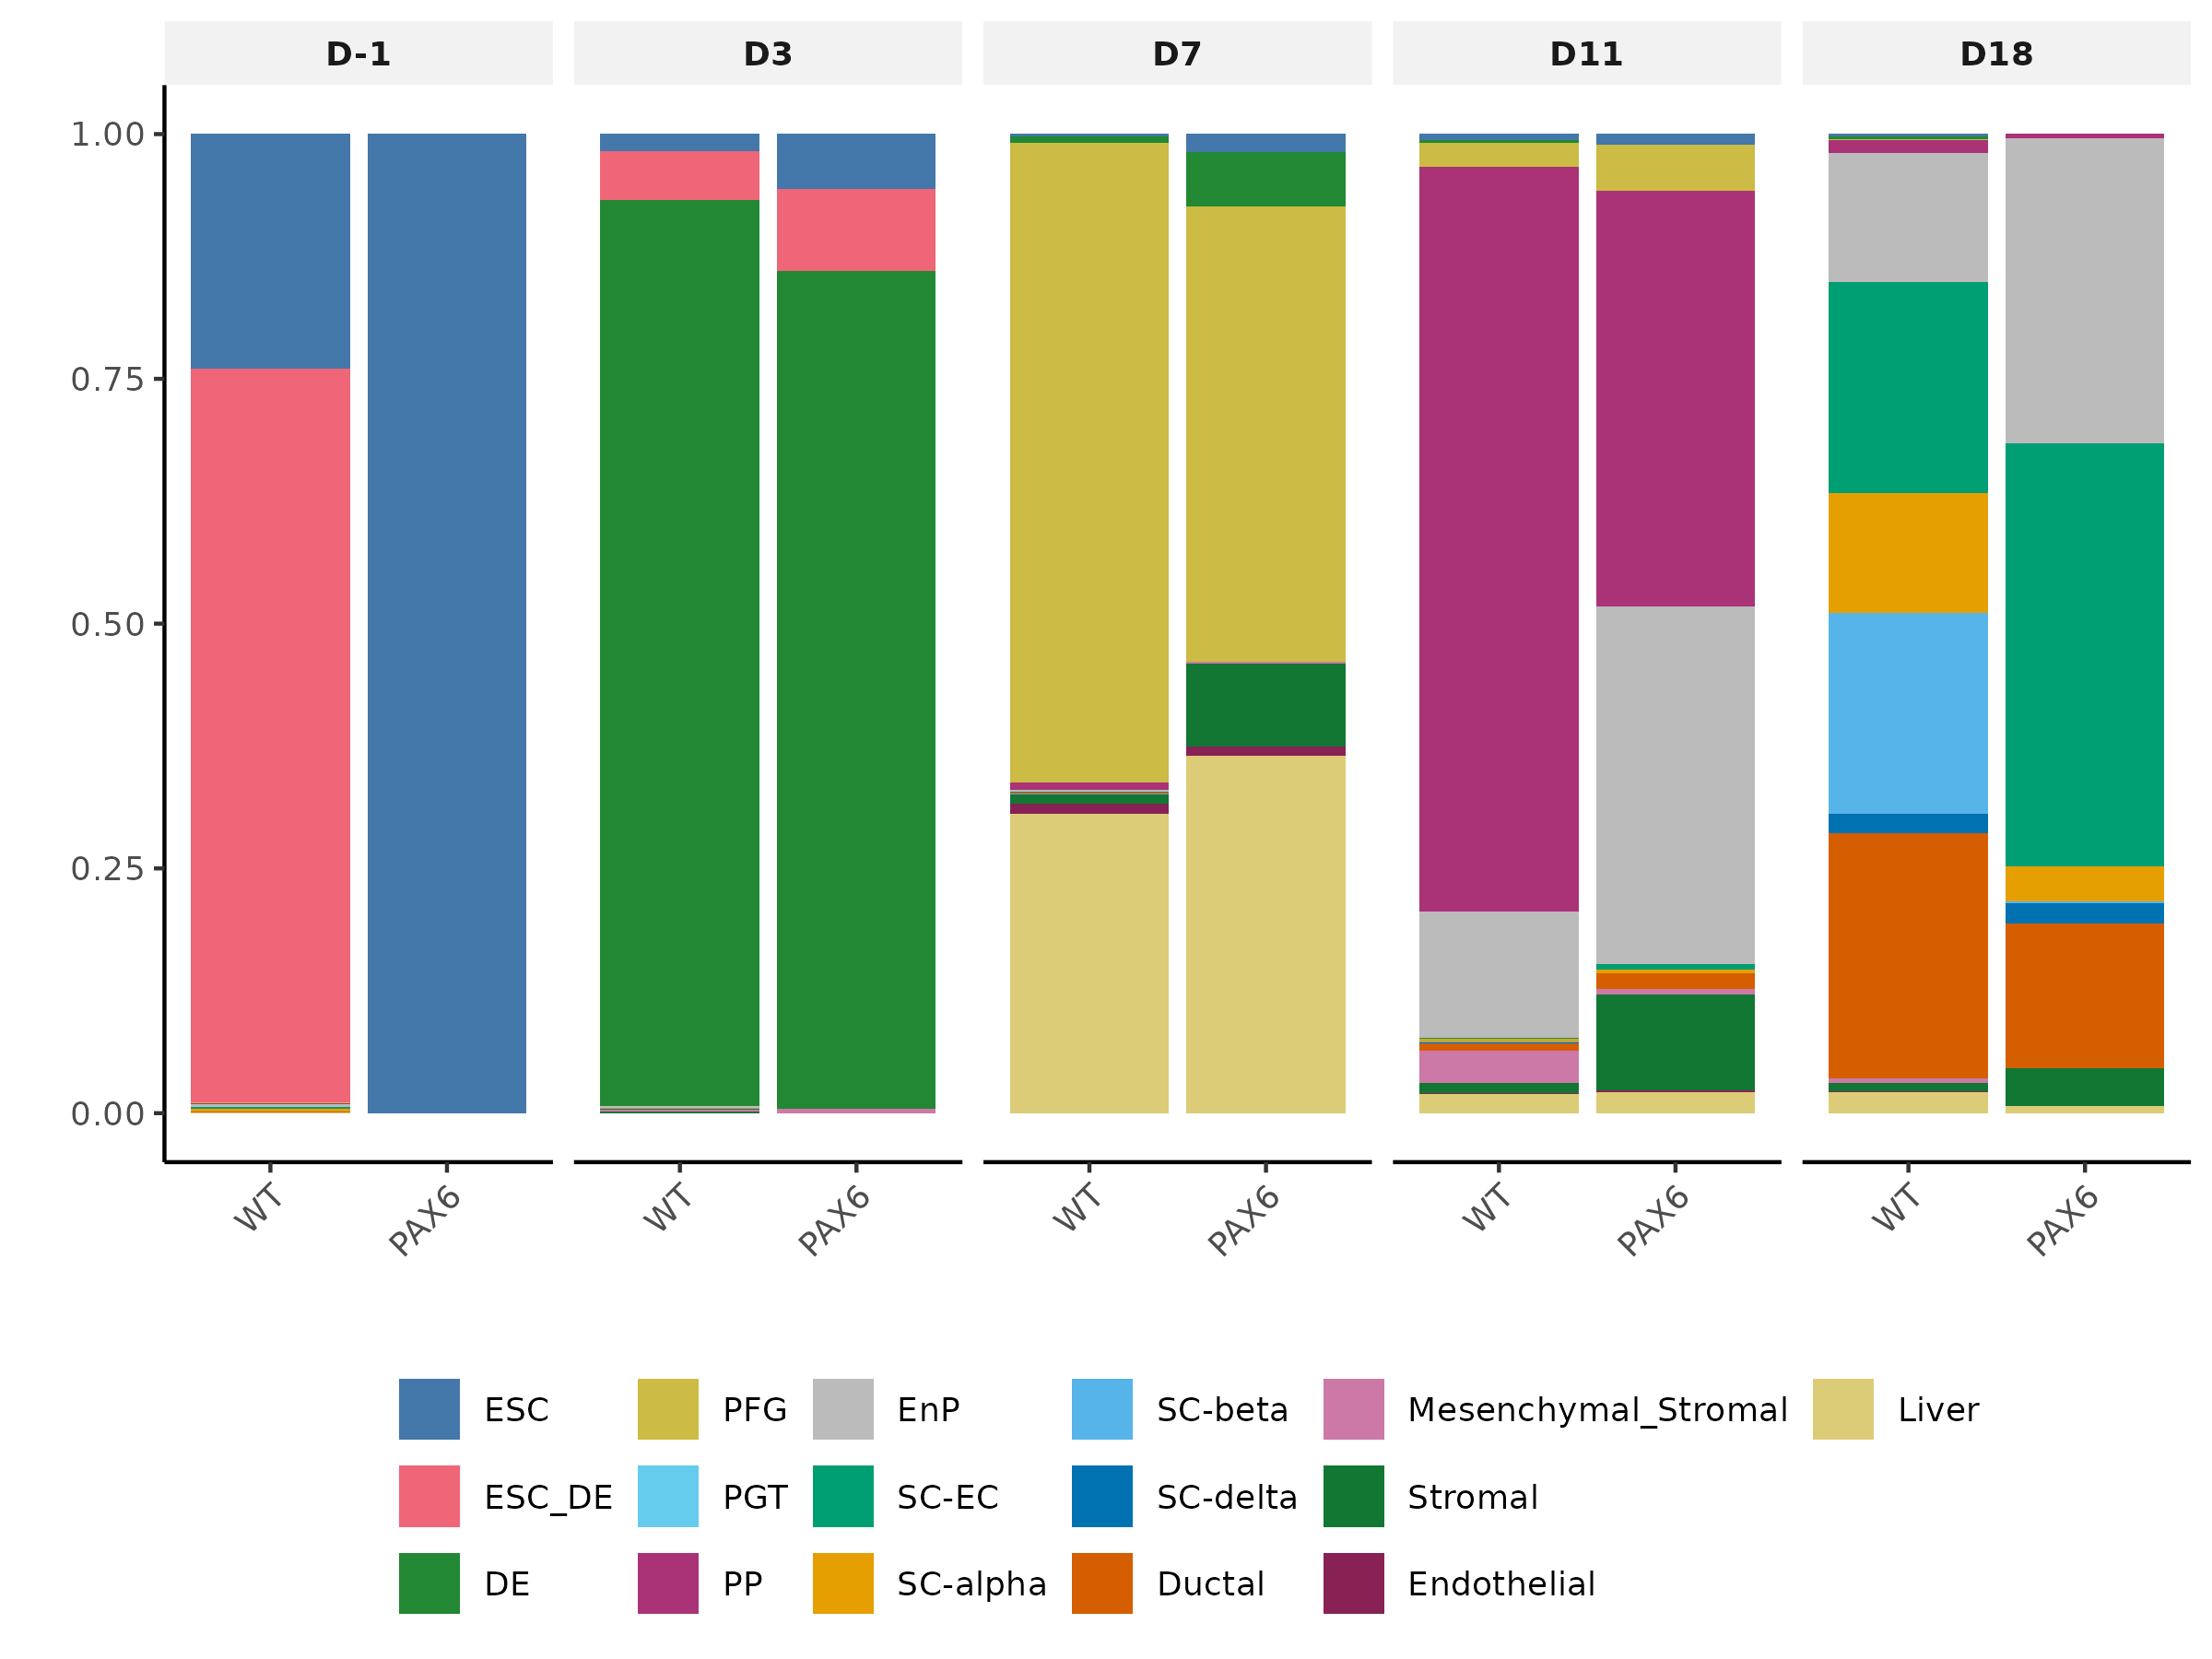 D-1 D3 D7 D11 D18
1.00
0.75
0.50
0.25
0.00
WT PAX6 WT PAX6 WT PAX6 WT PAX6 WT PAX6
ESC PFG EnP SC-beta Mesenchymal_Stromal Liver
ESC_DE PGT SC-EC SC-delta Stromal
DE PP SC-alpha Ductal Endothelial